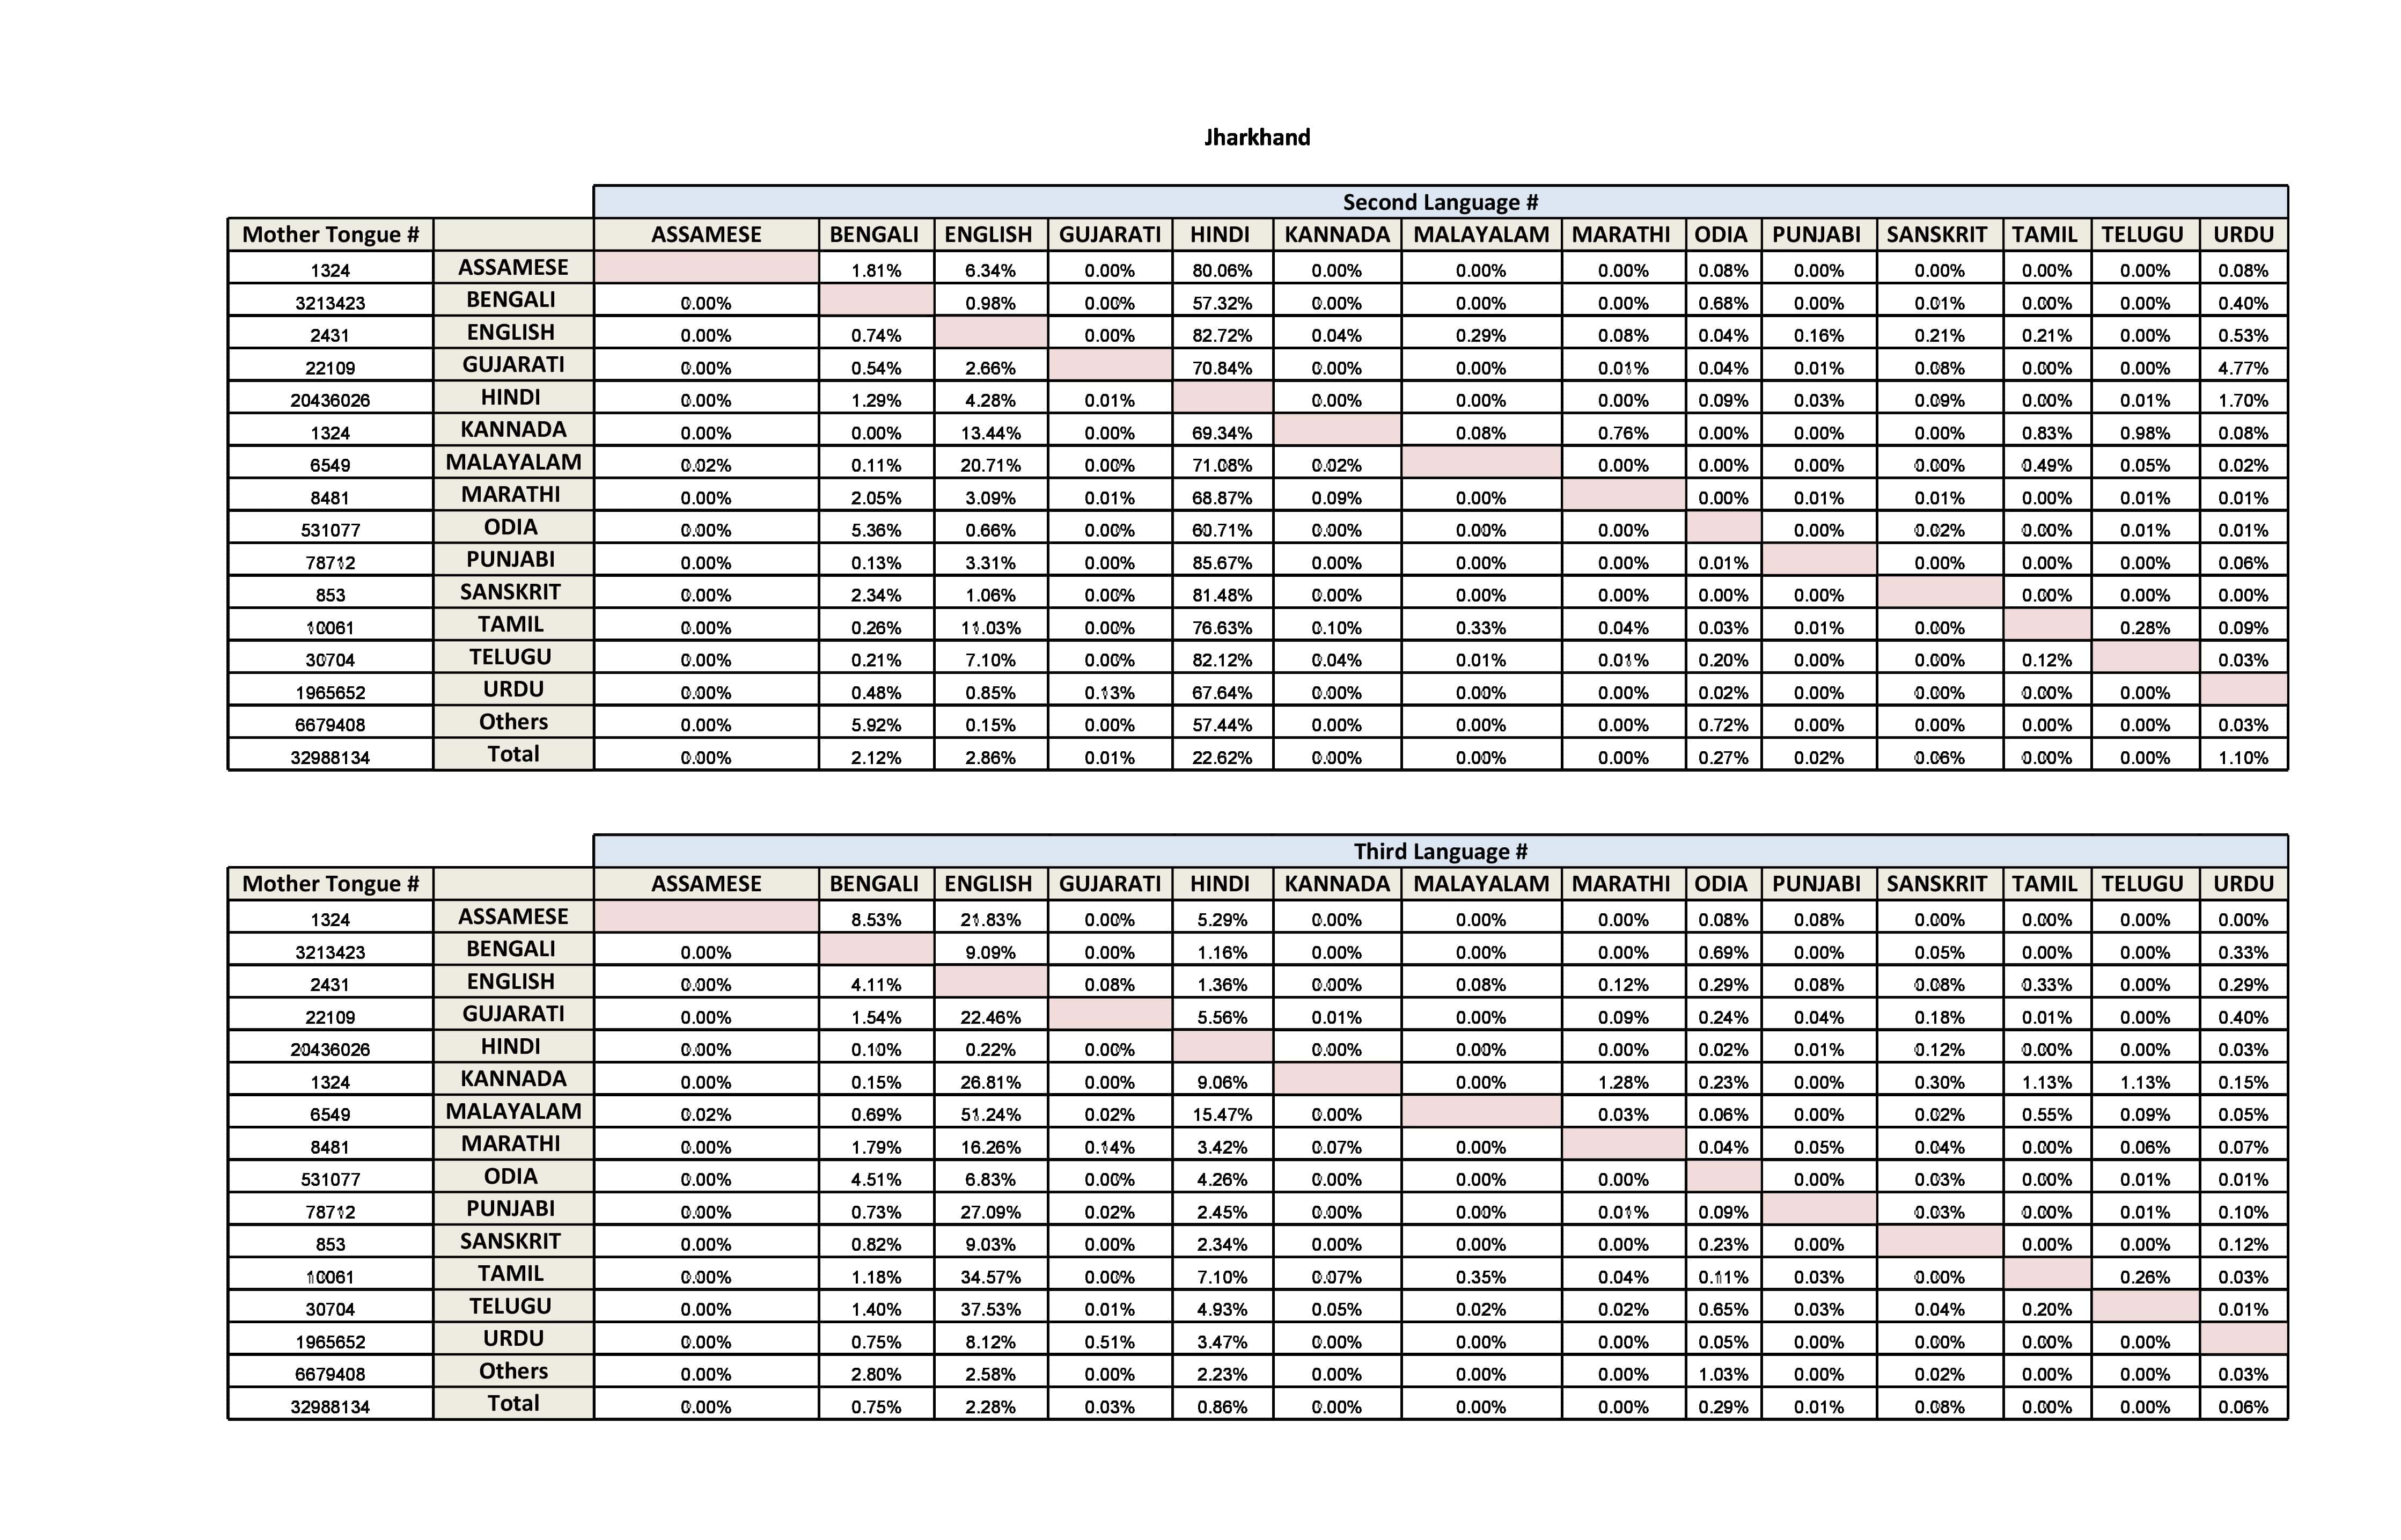 Jharkhand
Second Language #
Mother Tongue # ASSAMESE BENGALI ENGLISH GUJARATI HINDI KANNADA MALAYALAM MARATHI ODIA PUNJABI SANSKRIT TAMIL TELUGU URDU
1324 ASSAMESE 1.81% 6.34% 0.00% 80.06% 0.00% 0.00% 0.00% 0.08% 0.00% 0.00% 0.00% 0.00% 0.08%
3213423 BENGALI 0.00% 0.98% 0.00% 57.32% 0.00% 0.00% 0.00% 0.68% 0.00% 0.01% 0.00% 0.00% 0.40%
2431 ENGLISH 0.00% 0.74% 0.00% 82.72% 0.04% 0.29% 0.08% 0.04% 0.16% 0.21% 0.21% 0.00% 0.53%
22109 GUJARATI 0.00% 0.54% 2.66% 70.84% 0.00% 0.00% 0.01% 0.04% 0.01% 0.08% 0.00% 0.00% 4.77%
20436026 HINDI 0.00% 1.29% 4.28% 0.01% 0.00% 0.00% 0.00% 0.09% 0.03% 0.09% 0.00% 0.01% 1.70%
1324 KANNADA 0.00% 0.00% 13.44% 0.00% 69.34% 0.08% 0.76% 0.00% 0.00% 0.00% 0.83% 0.98% 0.08%
6549 MALAYALAM 0.02% 0.11% 20.71% 0.00% 71.08% 0.02% 0.00% 0.00% 0.00% 0.00% 0.49% 0.05% 0.02%
8481 MARATHI 0.00% 2.05% 3.09% 0.01% 68.87% 0.09% 0.00% 0.00% 0.01% 0.01% 0.00% 0.01% 0.01%
531077 ODIA 0.00% 5.36% 0.66% 0.00% 60.71% 0.00% 0.00% 0.00% 0.00% 0.02% 0.00% 0.01% 0.01%
78712 PUNJABI 0.00% 0.13% 3.31% 0.00% 85.67% 0.00% 0.00% 0.00% 0.01% 0.00% 0.00% 0.00% 0.06%
853 SANSKRIT 0.00% 2.34% 1.06% 0.00% 81.48% 0.00% 0.00% 0.00% 0.00% 0.00% 0.00% 0.00% 0.00%
10061 TAMIL 0.00% 0.26% 11.03% 0.00% 76.63% 0.10% 0.33% 0.04% 0.03% 0.01% 0.00% 0.28% 0.09%
30704 TELUGU 0.00% 0.21% 7.10% 0.00% 82.12% 0.04% 0.01% 0.01% 0.20% 0.00% 0.00% 0.12% 0.03%
1965652 URDU 0.00% 0.48% 0.85% 0.13% 67.64% 0.00% 0.00% 0.00% 0.02% 0.00% 0.00% 0.00% 0.00%
6679408 Others 0.00% 5.92% 0.15% 0.00% 57.44% 0.00% 0.00% 0.00% 0.72% 0.00% 0.00% 0.00% 0.00% 0.03%
32988134 Total 0.00% 2.12% 2.86% 0.01% 22.62% 0.00% 0.00% 0.00% 0.27% 0.02% 0.06% 0.00% 0.00% 1.10%
Third Language #
Mother Tongue # ASSAMESE BENGALI ENGLISH GUJARATI HINDI KANNADA MALAYALAM MARATHI ODIA PUNJABI SANSKRIT TAMIL TELUGU URDU
1324 ASSAMESE 8.53% 21.83% 0.00% 5.29% 0.00% 0.00% 0.00% 0.08% 0.08% 0.00% 0.00% 0.00% 0.00%
3213423 BENGALI 0.00% 9.09% 0.00% 1.16% 0.00% 0.00% 0.00% 0.69% 0.00% 0.05% 0.00% 0.00% 0.33%
2431 ENGLISH 0.00% 4.11% 0.08% 1.36% 0.00% 0.08% 0.12% 0.29% 0.08% 0.08% 0.33% 0.00% 0.29%
22109 GUJARATI 0.00% 1.54% 22.46% 5.56% 0.01% 0.00% 0.09% 0.24% 0.04% 0.18% 0.01% 0.00% 0.40%
20436026 HINDI 0.00% 0.10% 0.22% 0.00% 0.00% 0.00% 0.00% 0.02% 0.01% 0.12% 0.00% 0.00% 0.03%
1324 KANNADA 0.00% 0.15% 26.81% 0.00% 9.06% 0.00% 1.28% 0.23% 0.00% 0.30% 1.13% 1.13% 0.15%
6549 MALAYALAM 0.02% 0.69% 51.24% 0.02% 15.47% 0.00% 0.03% 0.06% 0.00% 0.02% 0.55% 0.09% 0.05%
8481 MARATHI 0.00% 1.79% 16.26% 0.14% 3.42% 0.07% 0.00% 0.04% 0.05% 0.04% 0.00% 0.06% 0.07%
531077 ODIA 0.00% 4.51% 6.83% 0.00% 4.26% 0.00% 0.00% 0.00% 0.00% 0.03% 0.00% 0.01% 0.01%
78712 PUNJABI 0.00% 0.73% 27.09% 0.02% 2.45% 0.00% 0.00% 0.01% 0.09% 0.03% 0.00% 0.01% 0.10%
853 SANSKRIT 0.00% 0.82% 9.03% 0.00% 2.34% 0.00% 0.00% 0.00% 0.23% 0.00% 0.00% 0.00% 0.12%
10061 TAMIL 0.00% 1.18% 34.57% 0.00% 7.10% 0.07% 0.35% 0.04% 0.11% 0.03% 0.00% 0.26% 0.03%
30704 TELUGU 0.00% 1.40% 37.53% 0.01% 4.93% 0.05% 0.02% 0.02% 0.65% 0.03% 0.04% 0.20% 0.01%
1965652 URDU 0.00% 0.75% 8.12% 0.51% 3.47% 0.00% 0.00% 0.00% 0.05% 0.00% 0.00% 0.00% 0.00%
6679408 Others 0.00% 2.80% 2.58% 0.00% 2.23% 0.00% 0.00% 0.00% 1.03% 0.00% 0.02% 0.00% 0.00% 0.03%
32988134 Total 0.00% 0.75% 2.28% 0.03% 0.86% 0.00% 0.00% 0.00% 0.29% 0.01% 0.08% 0.00% 0.00% 0.06%